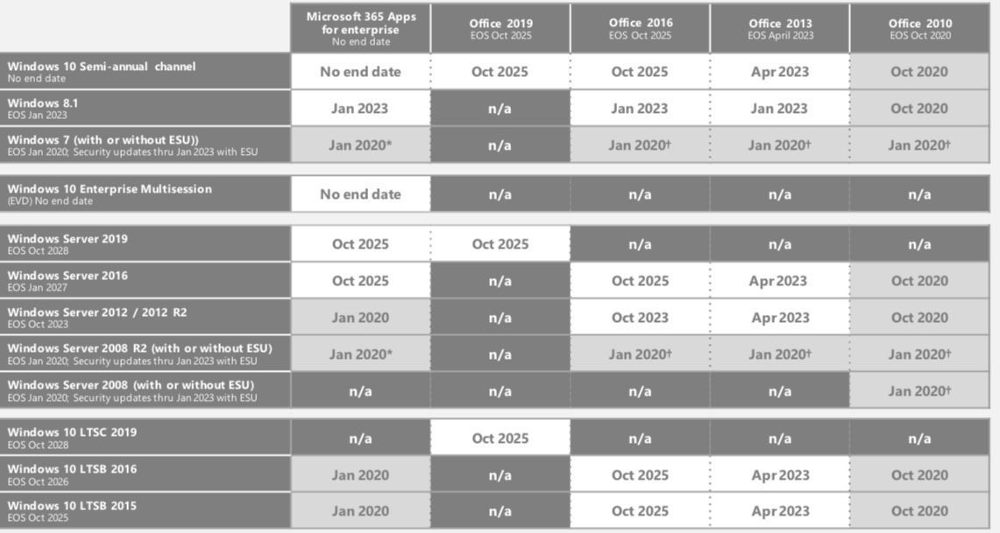 Microsoft 365 Apps
for enterprise
No end date
Office 2019
EOS Oct 2025
Office 2016
EOS Oct 2025
Office 2013
EOS April 2023
Office 2010
EOS Oct 2020
Windows 10 Semi-annual channel
No end date
No end date
Oct 2025
Oct 2025
Apr 2023
Oct 2020
Windows 8.1
EOS Jan 2023
Jan 2023
n/a
Jan 2023
Jan 2023
Oct 2020
Windows 7 (with or without ESU))
EOS Jan 2020; Security updates thru Jan 2023 with ESU
Jan 2020*
n/a
Jan 2020†
Jan 2020†
Jan 2020†
Windows 10 Enterprise Multisession
(EVD) No end date
No end date
n/a
n/a
n/a
n/a
Windows Server 2019
EOS Oct 2028
Oct 2025
Oct 2025
n/a
n/a
n/a
Windows Server 2016
EOS Jan 2027
Oct 2025
n/a
Oct 2025
Apr 2023
Oct 2020
Windows Server 2012 / 2012 R2
EOS Oct 2023
Jan 2020
n/a
Oct 2023
Apr 2023
Oct 2020
Windows Server 2008 R2 (with or without ESU)
EOS Jan 2020; Security updates thru Jan 2023 with ESU
Jan 2020*
n/a
Jan 2020†
Jan 2020†
Jan 2020†
Windows Server 2008 (with or without ESU)
EOS Jan 2020; Security updates thru Jan 2023 with ESU
n/a
n/a
n/a
n/a
Jan 2020†
Windows 10 LTSC 2019
EOS Oct 2028
n/a
Oct 2025
n/a
n/a
n/a
Windows 10 LTSB 2016
EOS Oct 2026
Jan 2020
n/a
Oct 2025
Apr 2023
Oct 2020
Windows 10 LTSB 2015
EOS Oct 2025
Jan 2020
n/a
Oct 2025
Apr 2023
Oct 2020